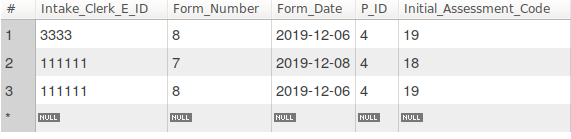 # Intake_Clerk_E_ID Form_Number Form_Date P_ID Initial_Assessment_Code
1 3333 8 2019-12-06 4 19
2 111111 7 2019-12-08 4 18
3 111111 8 2019-12-06 4 19
* NULL NULL NULL NULL NULL